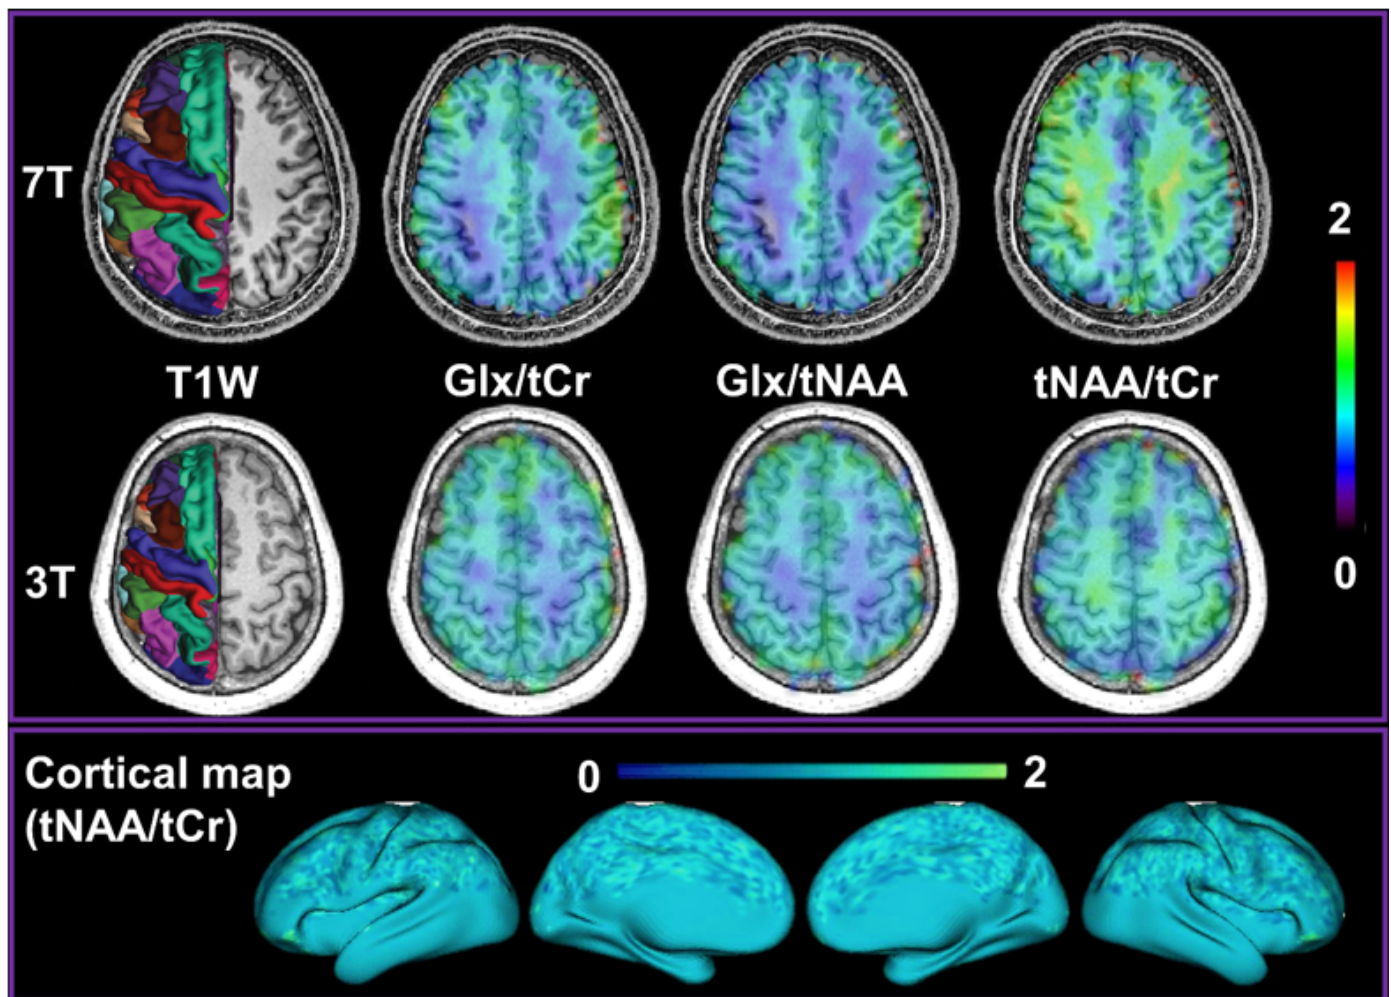 7T
2
T1W Glx/tCr Glx/tNAA tNAA/tCr
3T
0
Cortical map
(tNAA/tCr)
0 2